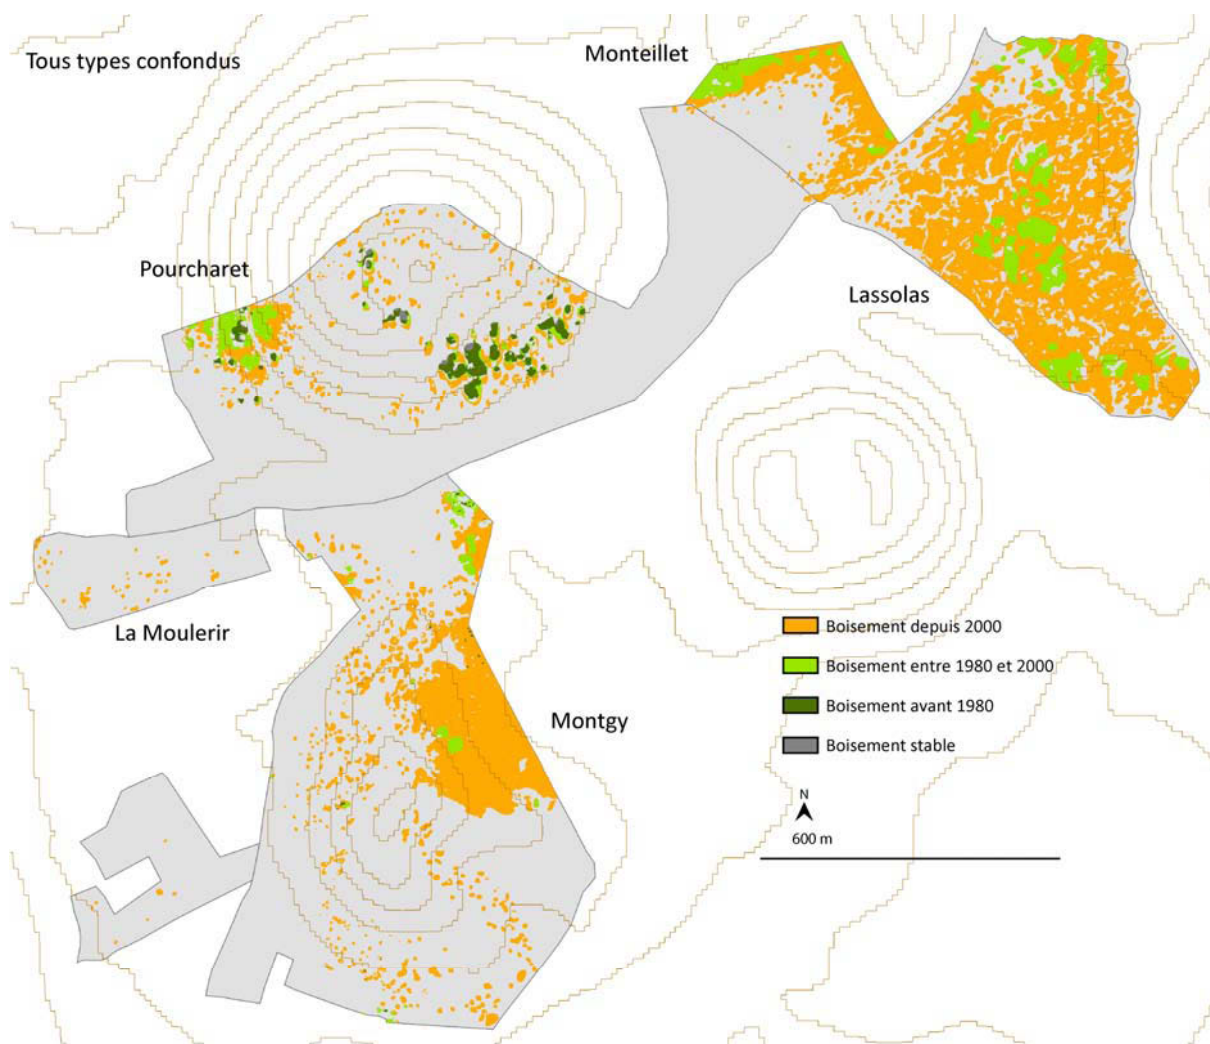 Tous types confondus
Monteillet
Pourcharet
Lassolas
La Moulerir
Montgy
Boisement depuis 2000
Boisement entre 1980 et 2000
Boisement avant 1980
Boisement stable
N
600 m